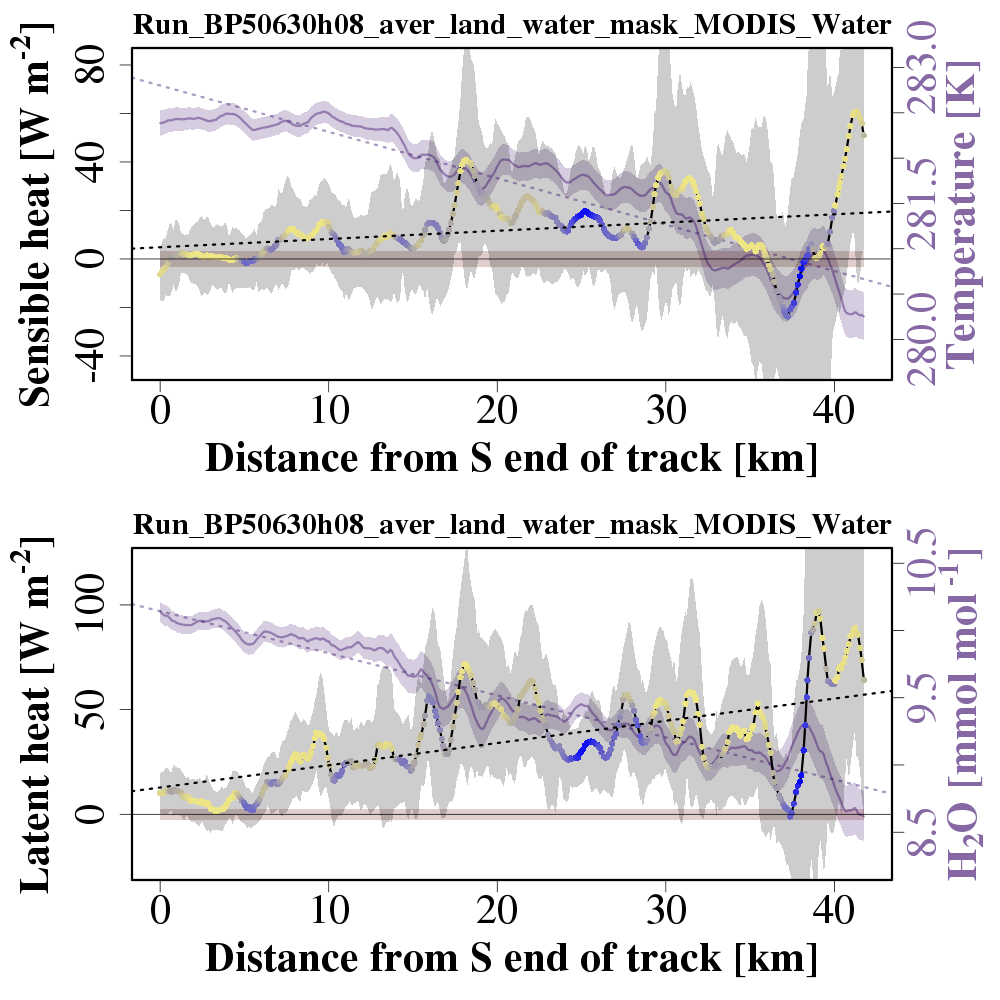 Run_BP50630h08_aver_land_water_mask_MODIS_Water
Sensible heat [W m-2]
80
40
0
-40
283.0
281.5
280.0
Temperature [K]
0 10 20 30 40
Distance from S end of track [km]
Run_BP50630h08_aver_land_water_mask_MODIS_Water
Latent heat [W m-2]
100
50
0
10.5
9.5
8.5
H2O [mmol mol-1]
0 10 20 30 40
Distance from S end of track [km]